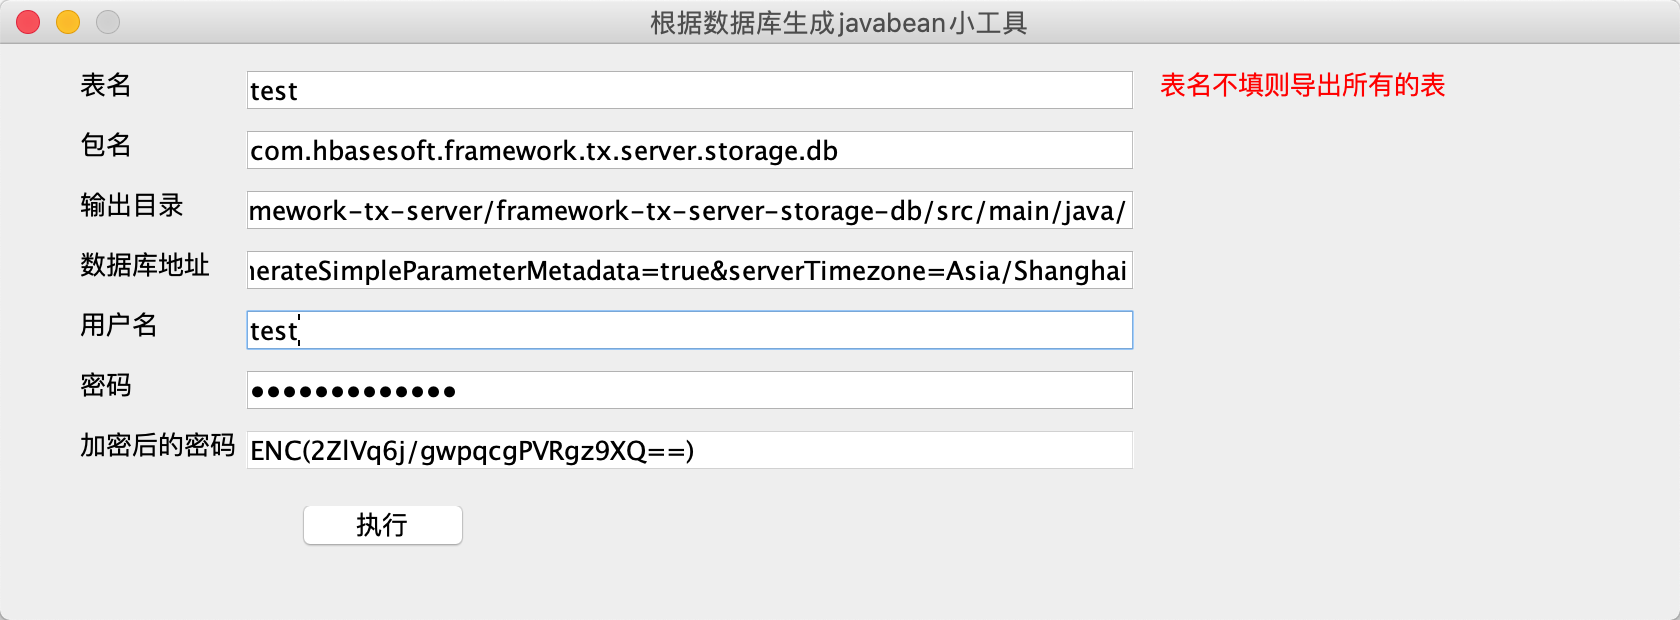 根据数据库生成javabean小工具
表名 test 表名不填则导出所有的表
包名 com.hbasesoft.framework.tx.server.storage.db
输出目录 mework-tx-server/framework-tx-server-storage-db/src/main/java/
数据库地址 nerateSimpleParameterMetadata=true&serverTimezone=Asia/Shanghai
用户名 test
密码 •••••••••••••
加密后的密码 ENC(2ZlVq6j/gwpqcgPVRgz9XQ==)
执行